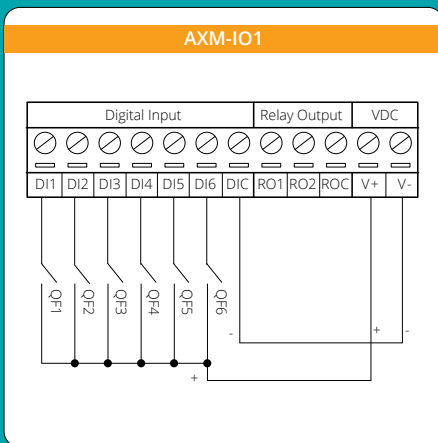 AXM-IO1
Digital Input Relay Output VDC
DI1 DI2 DI3 DI4 DI5 DI6 DIC RO1 RO2 ROC V+ V-
QF1 QF2 QF3 QF4 QF5 QF6
- + -
+